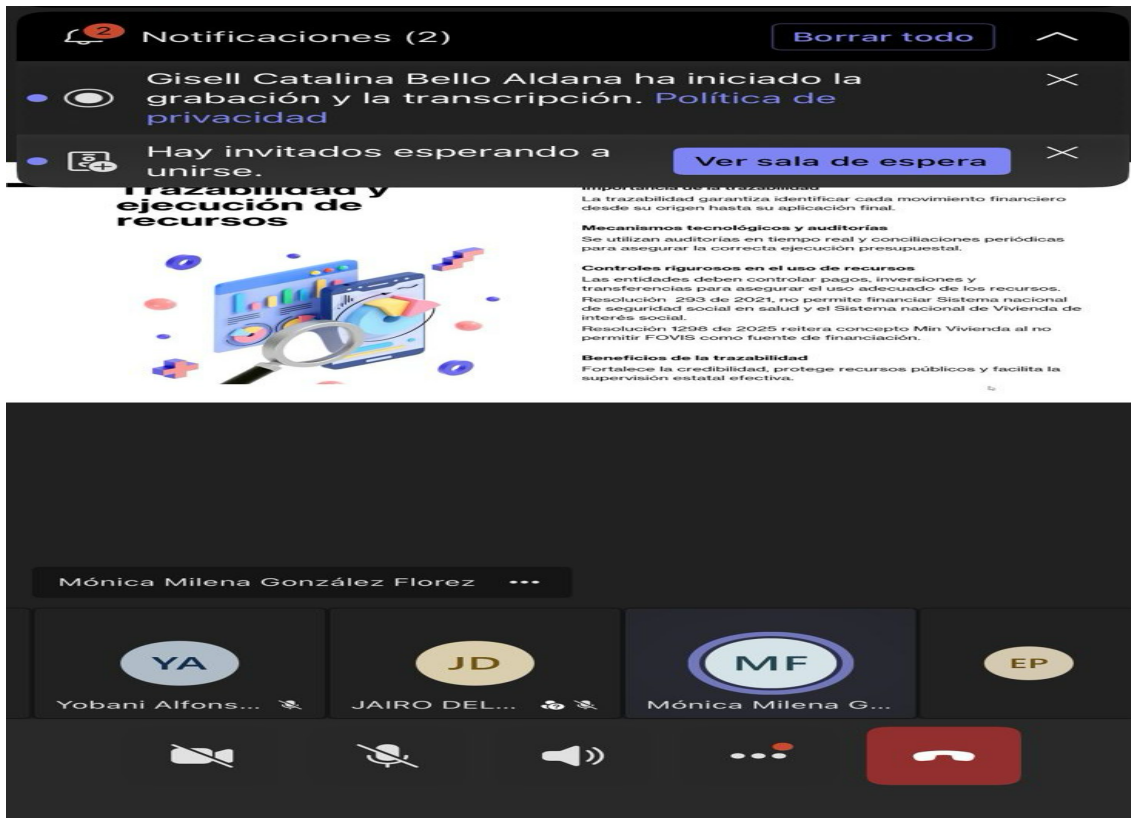 2
Notificaciones (2)
Borrar todo
Gisell Catalina Bello Aldana ha iniciado la
grabación y la transcripción. Política de
privacidad
Hay invitados esperando a
unirse.
Ver sala de espera
Trazabilidad y
ejecución de
recursos
Importancia de la trazabilidad
La trazabilidad garantiza identificar cada movimiento financiero
desde su origen hasta su aplicación final.
Mecanismos tecnológicos y auditorías
Se utilizan auditorías en tiempo real y conciliaciones periódicas
para asegurar la correcta ejecución presupuestal.
Controles rigurosos en el uso de recursos
Las entidades deben controlar pagos, inversiones y
transferencias para asegurar el uso adecuado de los recursos.
Resolución 293 de 2021, no permite financiar Sistema nacional
de seguridad social en salud y el Sistema nacional de Vivienda de
interés social.
Resolución 1298 de 2025 reitera concepto Min Vivienda al no
permitir FOVIS como fuente de financiación.
Beneficios de la trazabilidad
Fortalece la credibilidad, protege recursos públicos y facilita la
supervisión estatal efectiva.
Mónica Milena González Florez
YA
JD
MF
EP
Yobani Alfons...
JAIRO DEL...
Mónica Milena G...